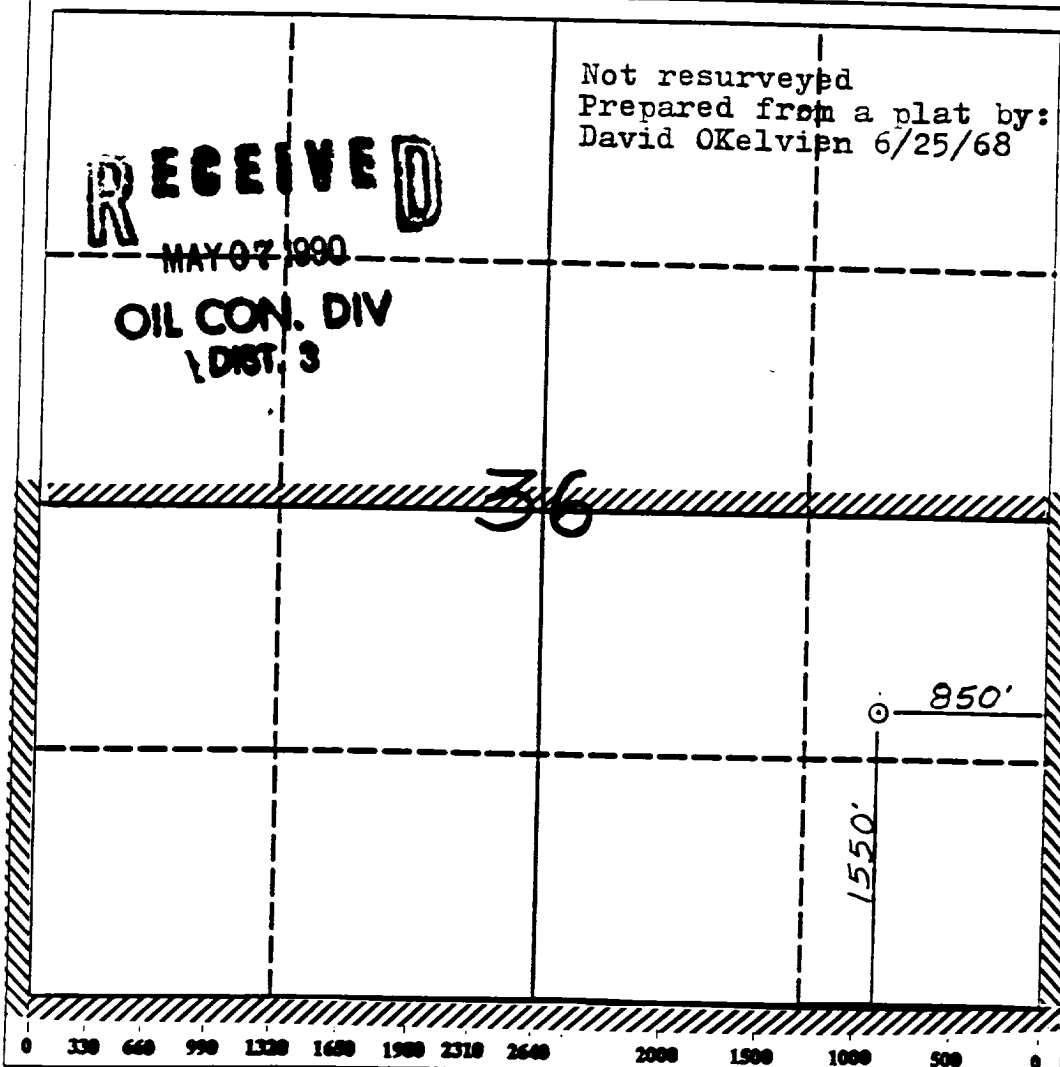 Not resurveyed
Prepared from a plat by:
David OKelvien 6/25/68
RECEIVED
MAY 07 1990
OIL CON. DIV
DIST. 3
36
850'
1550'
0 330 660 990 1320 1650 1980 2310 2640 2000 1500 1000 500 0